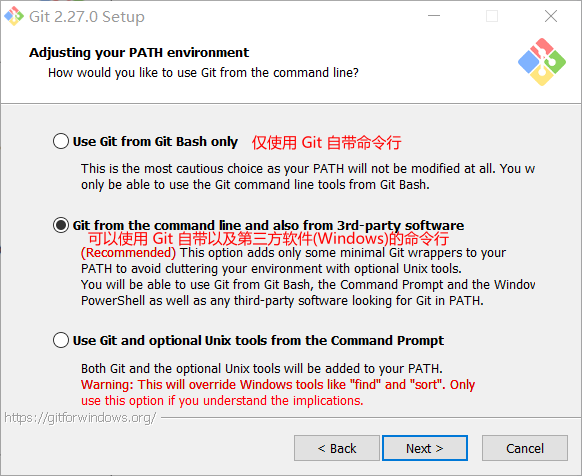 Git 2.27.0 Setup
Adjusting your PATH environment
How would you like to use Git from the command line?
Use Git from Git Bash only 仅使用 Git 自带命令行
This is the most cautious choice as your PATH will not be modified at all. You w
only be able to use the Git command line tools from Git Bash.
Git from the command line and also from 3rd-party software
可以使用 Git 自带以及第三方软件(Windows)的命令行
(Recommended) This option adds only some minimal Git wrappers to your
PATH to avoid cluttering your environment with optional Unix tools.
You will be able to use Git from Git Bash, the Command Prompt and the Window
PowerShell as well as any third-party software looking for Git in PATH.
Use Git and optional Unix tools from the Command Prompt
Both Git and the optional Unix tools will be added to your PATH.
Warning: This will override Windows tools like "find" and "sort". Only
use this option if you understand the implications.
https://gitforwindows.org/
< Back Next > Cancel